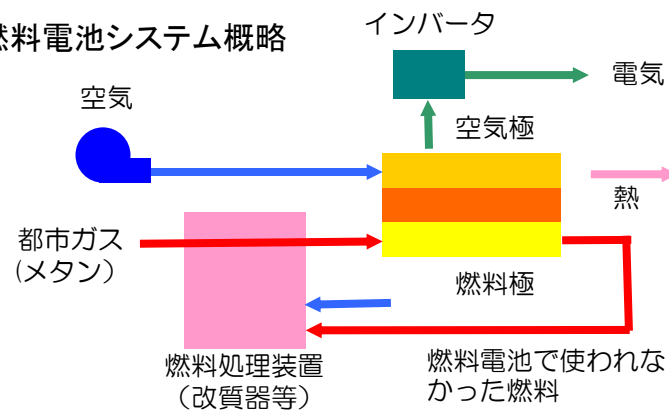 燃料電池システム概略
インバータ
電気
空気
空気極
熱
都市ガス
(メタン）
燃料極
燃料処理装置
（改質器等）
燃料電池で使われな
かった燃料